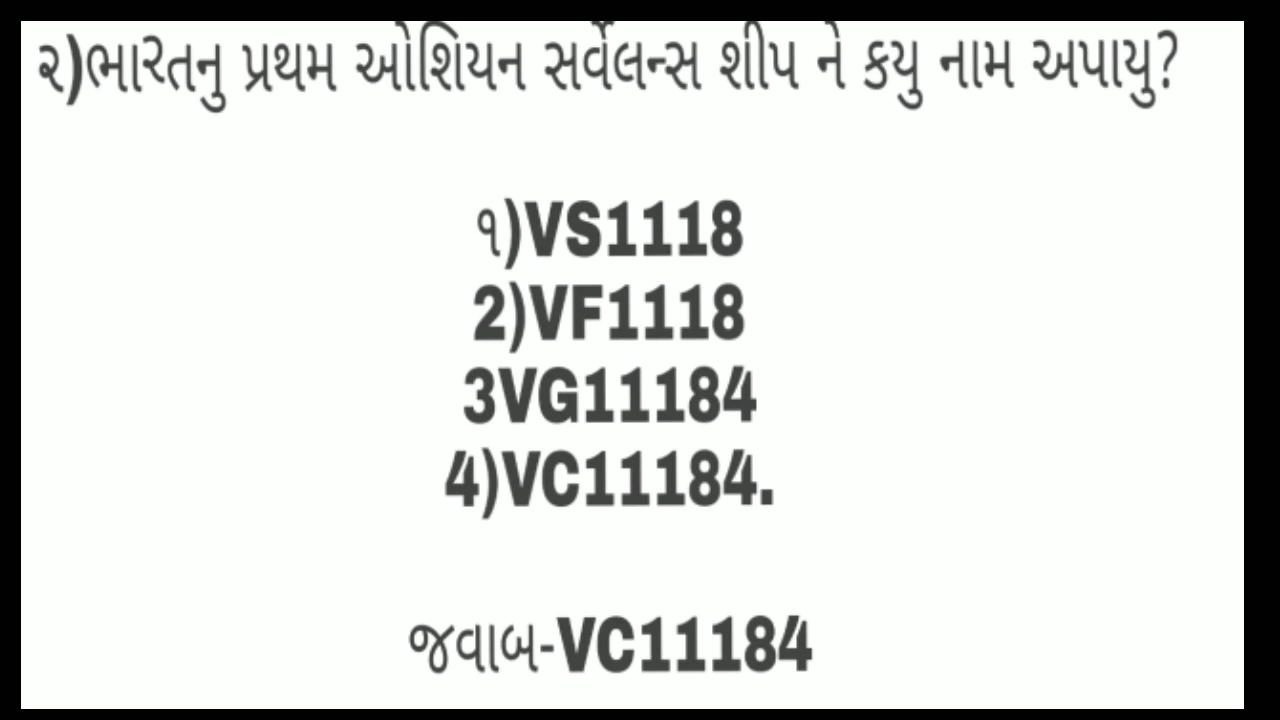 ૨)ભારતનુ પ્રથમ ઓશિયન સર્વેલન્સ શીપ ને કયુ નામ અપાયુ?
૧)VS1118
2)VF1118
3VG11184
4)VC11184.
જવાબ-VC11184